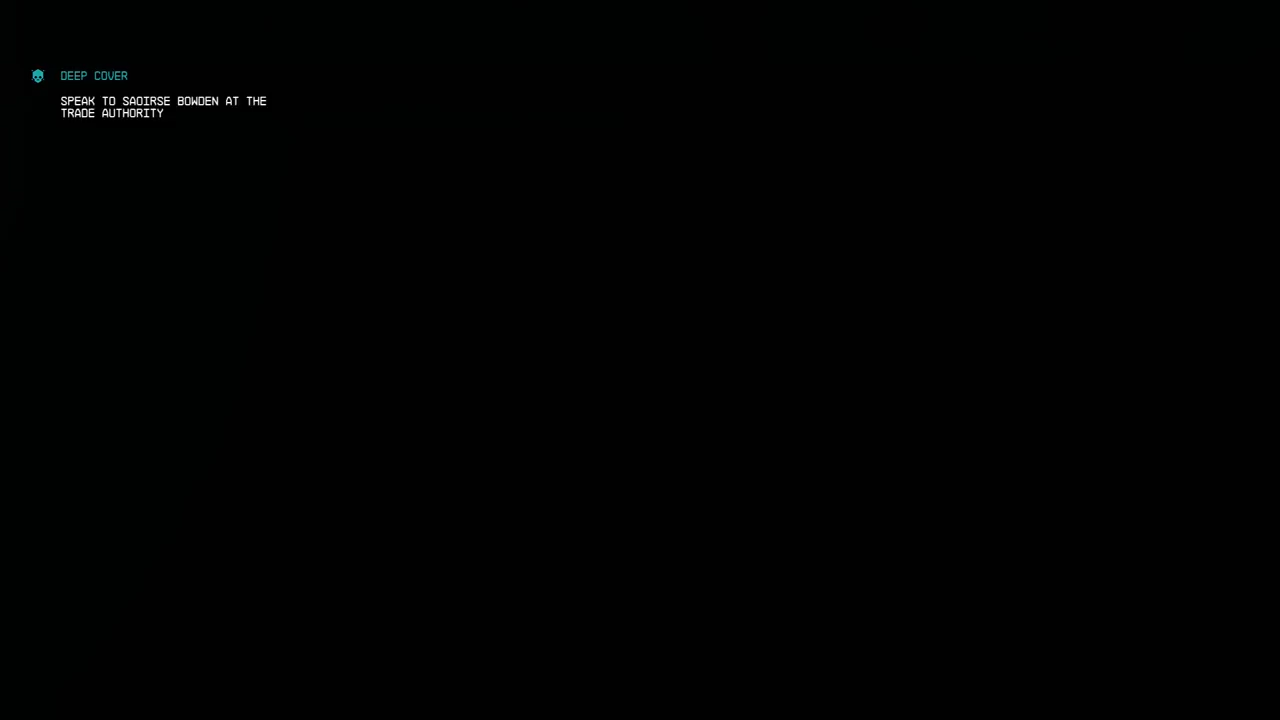 DEEP COVER
SPEAK TO SAOIRSE BOWDEN AT THE
TRADE AUTHORITY